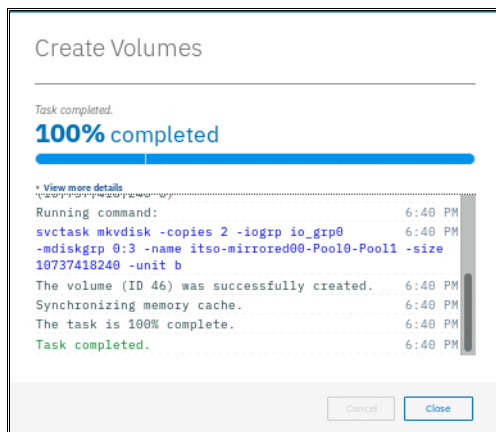 Create Volumes
Task completed.
100% completed
View more details
Running command: 6:40 PM
svctask mkvdisk -copies 2 -iogrp io_grp0 6:40 PM
-mdiskgrp 0:3 -name itso-mirrored00-Pool0-Pool1 -size
10737418240 -unit b
The volume (ID 46) was successfully created. 6:40 PM
Synchronizing memory cache. 6:40 PM
The task is 100% complete. 6:40 PM
Task completed. 6:40 PM
Cancel Close